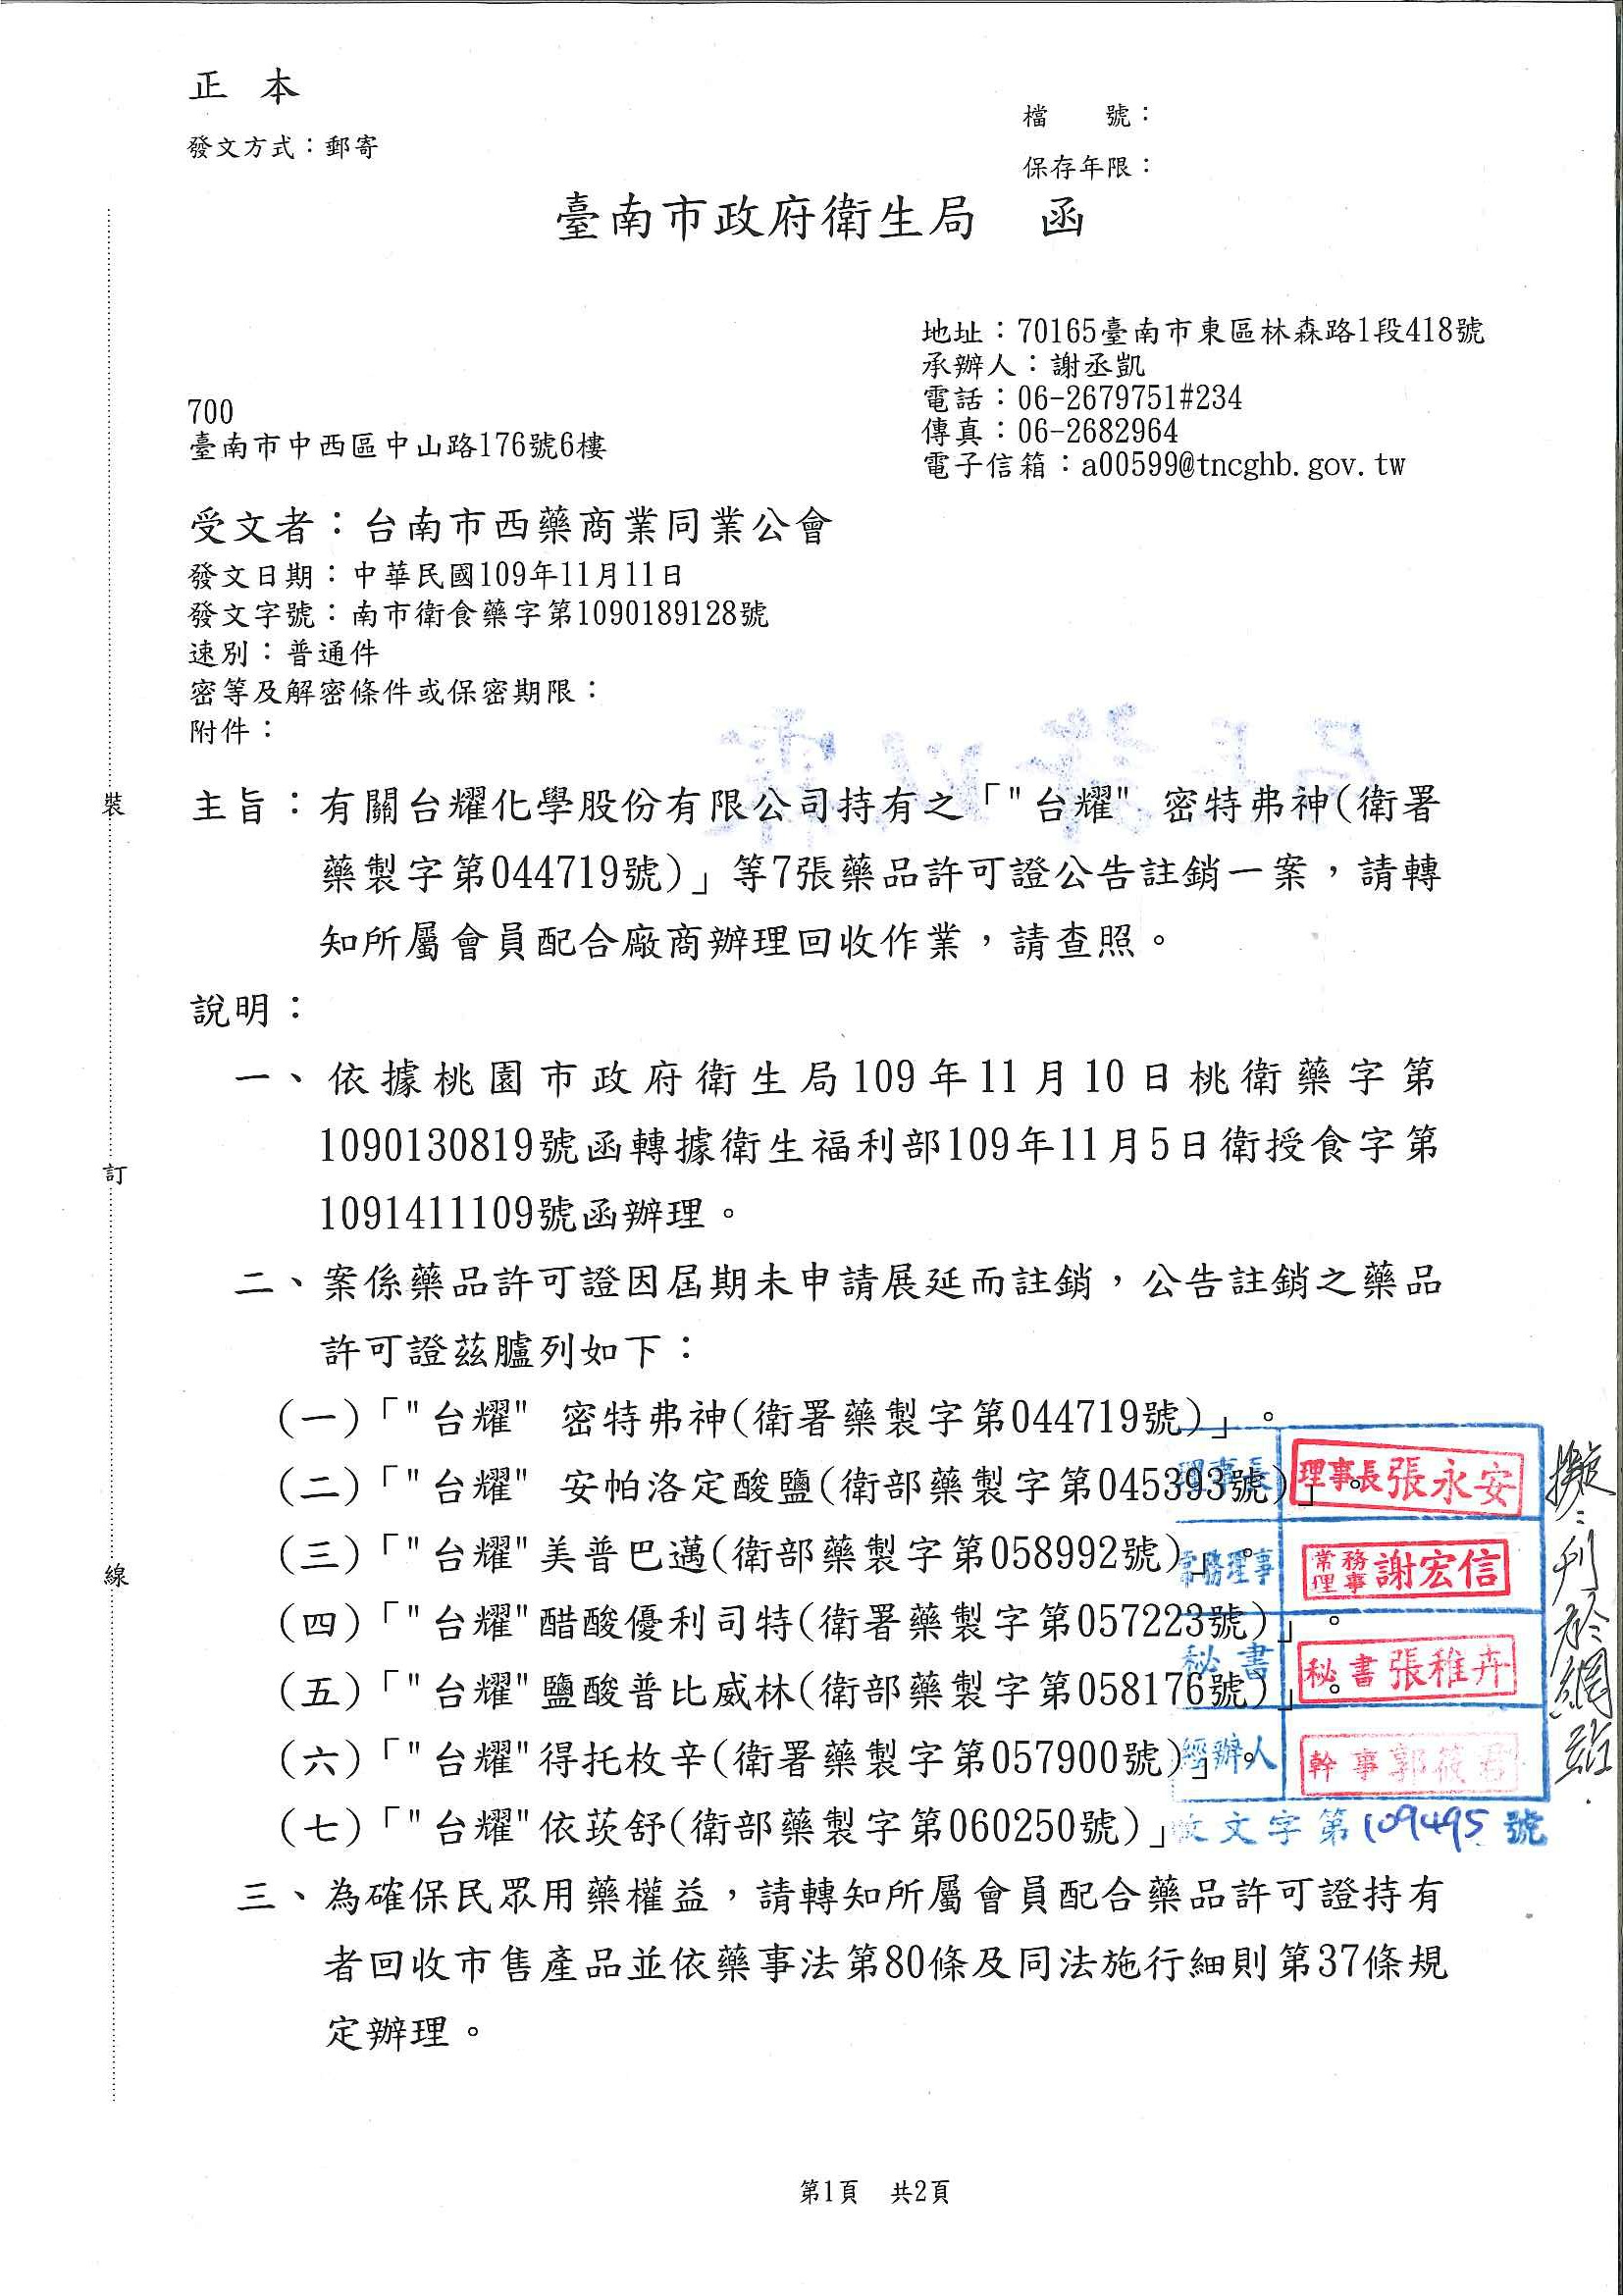 正 本
發文方式：郵寄
檔 號：
保存年限：
臺南市政府衛生局 函
地址：70165臺南市東區林森路1段418號
承辦人：謝丞凱
電話：06-2679751#234
傳真：06-2682964
電子信箱：a00599@tncghb.gov.tw
700
臺南市中西區中山路176號6樓
受文者：台南市西藥商業同業公會
發文日期：中華民國109年11月11日
發文字號：南市衛食藥字第1090189128號
速別：普通件
密等及解密條件或保密期限：
附件：
主旨：有關台耀化學股份有限公司持有之「"台耀" 密特弗神(衛署
藥製字第044719號)」等7張藥品許可證公告註銷一案，請轉
知所屬會員配合廠商辦理回收作業，請查照。
說明：
一、依據桃園市政府衛生局109年11月10日桃衛藥字第
1090130819號函轉據衛生福利部109年11月5日衛授食字第
1091411109號函辦理。
二、案係藥品許可證因屆期未申請展延而註銷，公告註銷之藥品
許可證茲臚列如下：
(一)「"台耀" 密特弗神(衛署藥製字第044719號)」。
(二)「"台耀" 安帕洛定酸鹽(衛部藥製字第045393號)」。
(三)「"台耀"美普巴邁(衛部藥製字第058992號)」。
(四)「"台耀"醋酸優利司特(衛署藥製字第057223號)」。
(五)「"台耀"鹽酸普比威林(衛部藥製字第058176號)」。
(六)「"台耀"得托枚辛(衛署藥製字第057900號)」。
(七)「"台耀"依莰舒(衛部藥製字第060250號)」
三、為確保民眾用藥權益，請轉知所屬會員配合藥品許可證持有
者回收市售產品並依藥事法第80條及同法施行細則第37條規
定辦理。
理事長 理事長張永安
常務理事 常務理事謝宏信
秘書 秘書張稚卉
經辦人 幹事郭筱君
收文字第109495號
擬:刊於網站.
裝
訂
線
第1頁 共2頁